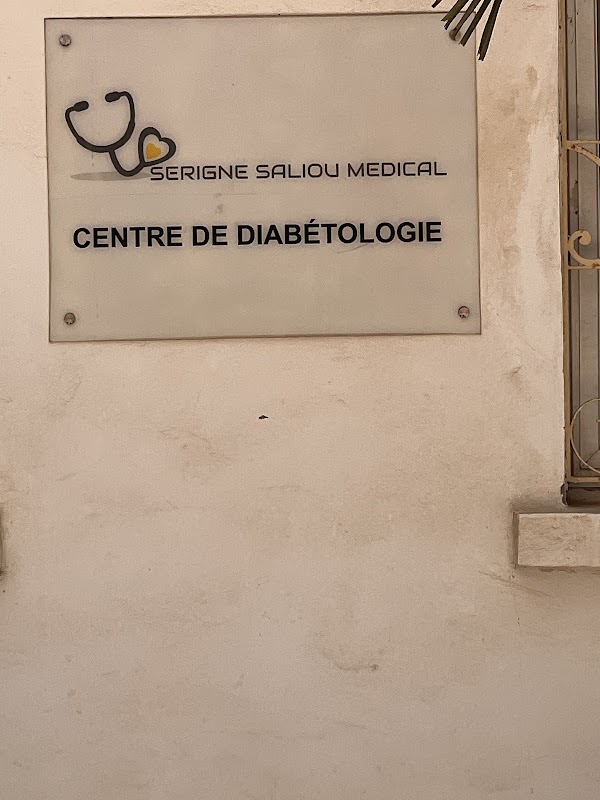 SERIGNE SALIOU MEDICAL
CENTRE DE DIABÉTOLOGIE